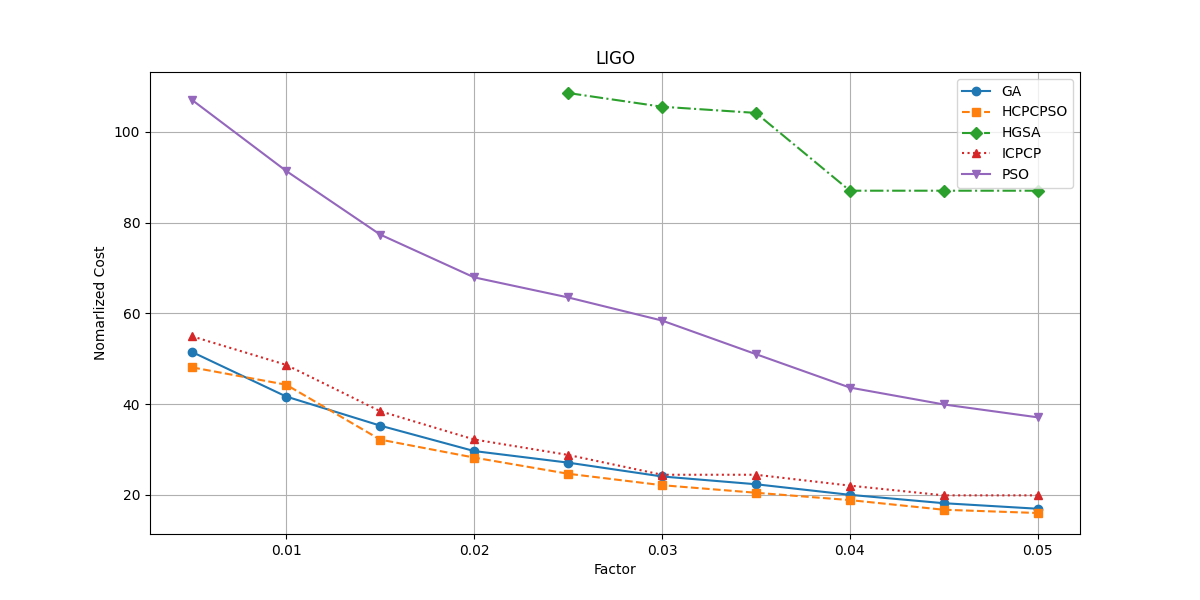 LIGO
GA
HCPCPSO
HGSA
ICPCP
PSO
100
80
60
40
20
Nomarlized Cost
0.01
0.02
0.03
0.04
0.05
Factor